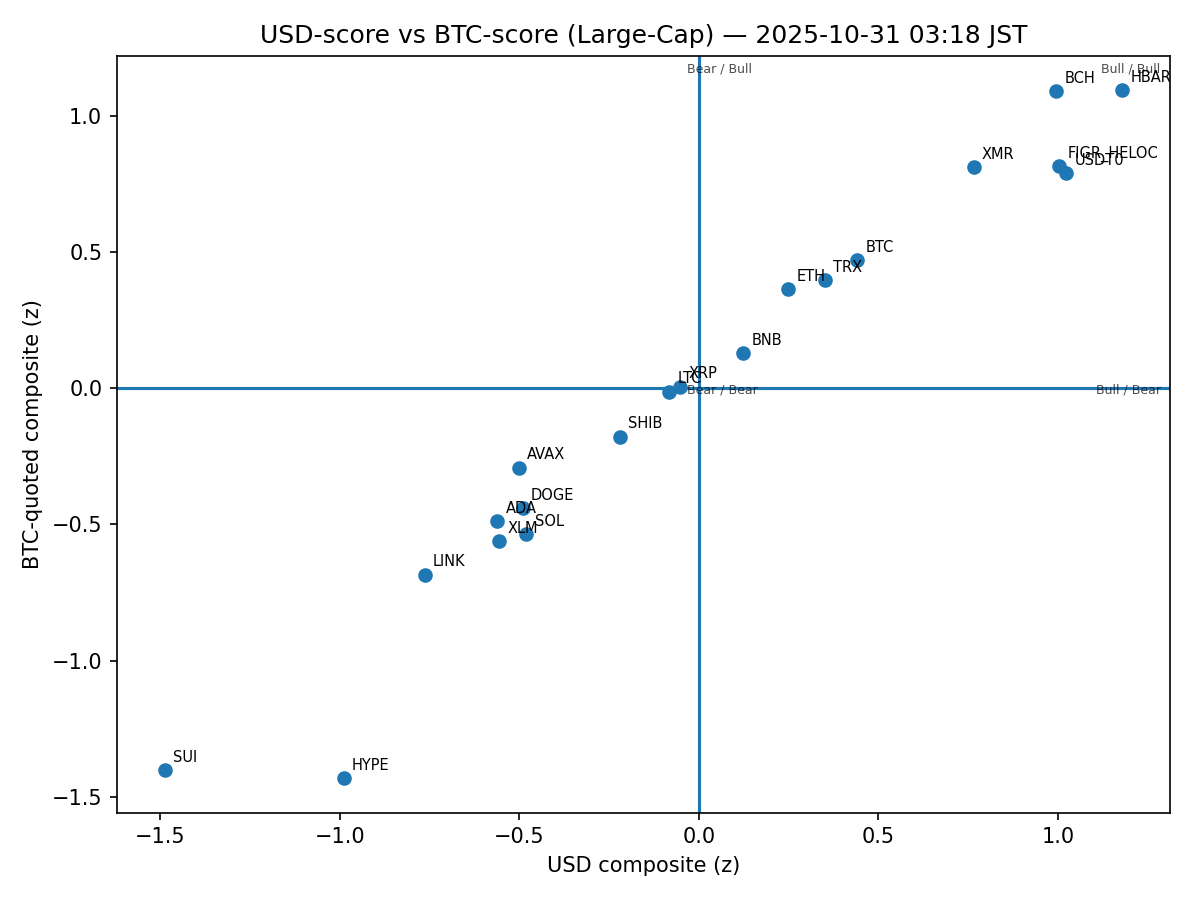 USD-score vs BTC-score (Large-Cap) — 2025-10-31 03:18 JST
Bear / Bull
Bull / Bull
BCH
HBAR
1.0
XMR
FIGR_HELOC
USDT0
0.5
BTC
TRX
ETH
BNB
XRP
LTC
0.0
Bear / Bear
Bull / Bear
SHIB
AVAX
DOGE
ADA
SOL
XLM
−0.5
LINK
−1.0
SUI
HYPE
−1.5
BTC-quoted composite (z)
−1.5
−1.0
−0.5
0.0
0.5
1.0
USD composite (z)